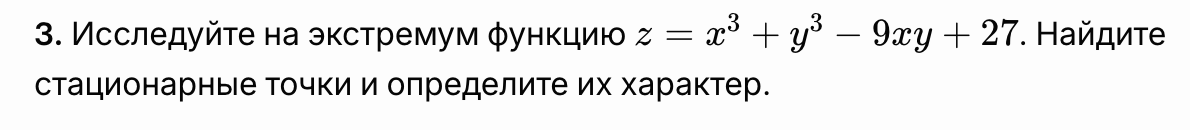 3. Исследуйте на экстремум функцию z = x³ + y³ − 9xy + 27. Найдите
стационарные точки и определите их характер.